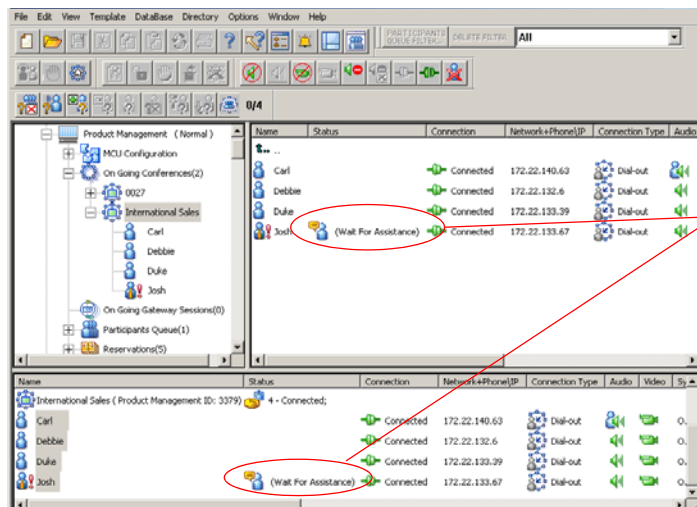 File Edit View Template DataBase Directory Options Window Help
PARTICIPANTS QUEUE FILTER... DELETE FILTER All
0/4
Product Management ( Normal )
MCU Configuration
On Going Conferences(2)
0027
International Sales
Carl
Debbie
Duke
Josh
On Going Gateway Sessions(0)
Participants Queue(1)
Reservations(5)
Name Status Connection Network+Phone\IP Connection Type Audio
..
Carl Connected 172.22.140.63 Dial-out
Debbie Connected 172.22.132.6 Dial-out
Duke Connected 172.22.133.39 Dial-out
Josh (Wait For Assistance) Connected 172.22.133.67 Dial-out
Name Status Connection Network+Phone\IP Connection Type Audio Video Sy
International Sales ( Product Management ID: 3379) 4 - Connected;
Carl Connected 172.22.140.63 Dial-out 0.
Debbie Connected 172.22.132.6 Dial-out 0.
Duke Connected 172.22.133.39 Dial-out 0.
Josh (Wait For Assistance) Connected 172.22.133.67 Dial-out 0.